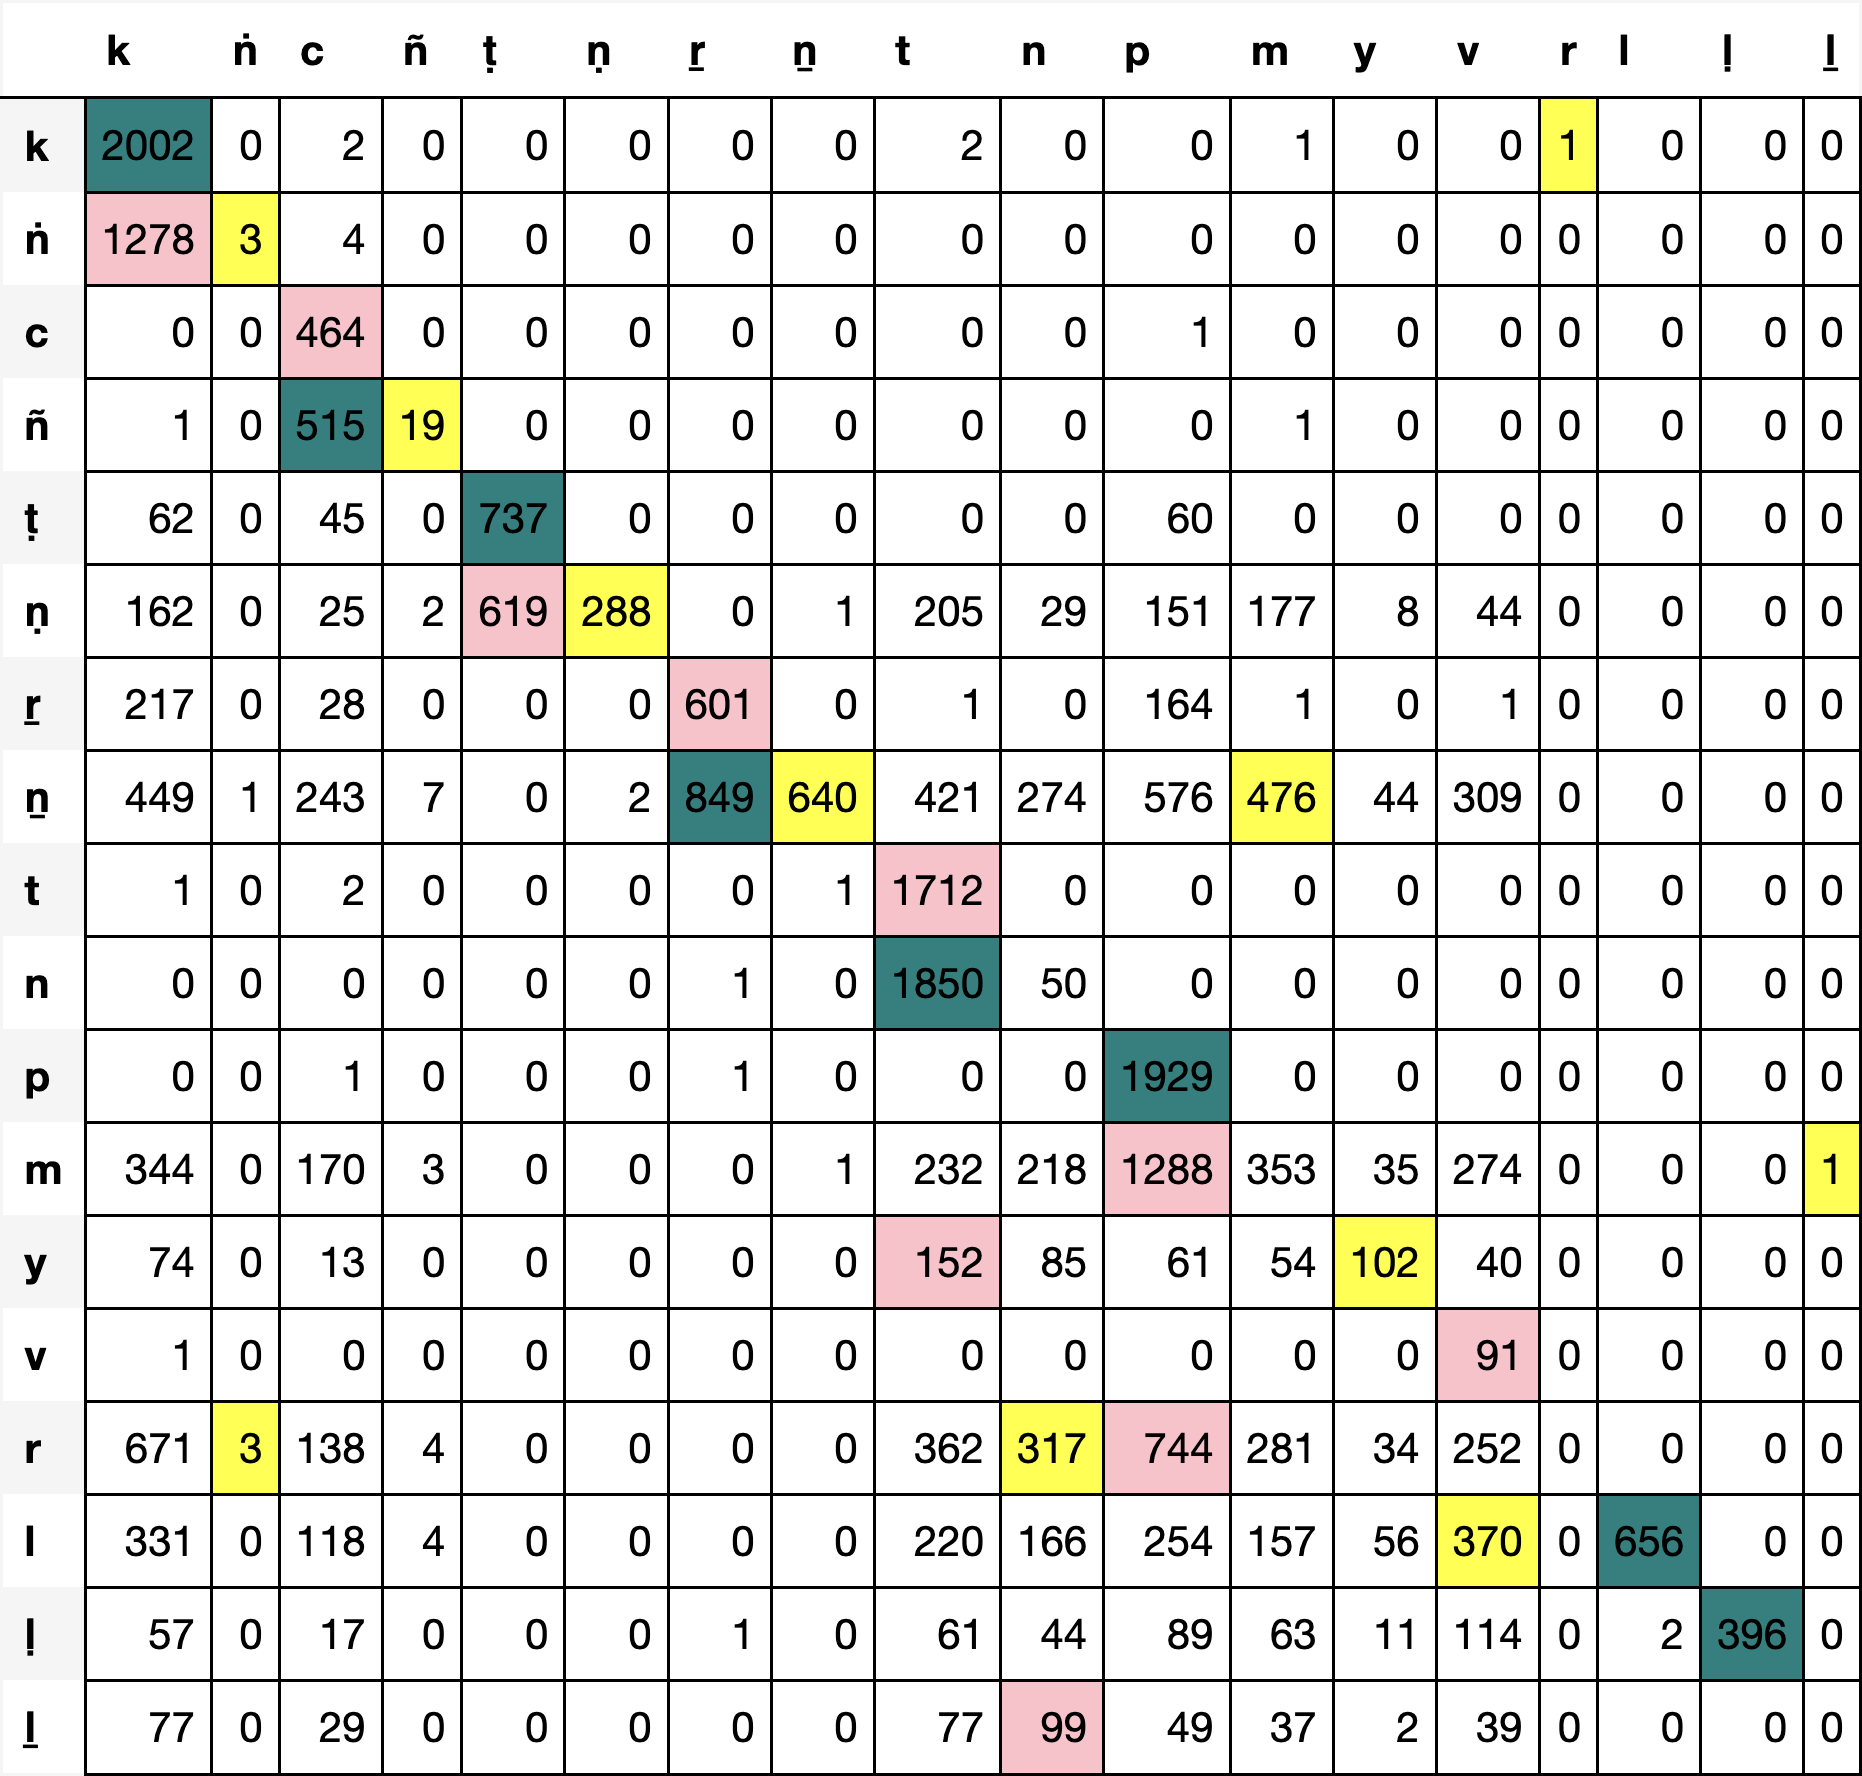 k ṅ c ñ ṭ ṇ ṟ ṉ t n p m y v r l ḷ ḻ
k 2002 0 2 0 0 0 0 0 2 0 0 1 0 0 1 0 0 0
ṅ 1278 3 4 0 0 0 0 0 0 0 0 0 0 0 0 0 0 0
c 0 0 464 0 0 0 0 0 0 0 1 0 0 0 0 0 0 0
ñ 1 0 515 19 0 0 0 0 0 0 0 1 0 0 0 0 0 0
ṭ 62 0 45 0 737 0 0 0 0 0 60 0 0 0 0 0 0 0
ṇ 162 0 25 2 619 288 0 1 205 29 151 177 8 44 0 0 0 0
ṟ 217 0 28 0 0 0 601 0 1 0 164 1 0 1 0 0 0 0
ṉ 449 1 243 7 0 2 849 640 421 274 576 476 44 309 0 0 0 0
t 1 0 2 0 0 0 0 1 1712 0 0 0 0 0 0 0 0 0
n 0 0 0 0 0 0 1 0 1850 50 0 0 0 0 0 0 0 0
p 0 0 1 0 0 0 1 0 0 0 1929 0 0 0 0 0 0 0
m 344 0 170 3 0 0 0 1 232 218 1288 353 35 274 0 0 0 1
y 74 0 13 0 0 0 0 0 152 85 61 54 102 40 0 0 0 0
v 1 0 0 0 0 0 0 0 0 0 0 0 0 91 0 0 0 0
r 671 3 138 4 0 0 0 0 362 317 744 281 34 252 0 0 0 0
l 331 0 118 4 0 0 0 0 220 166 254 157 56 370 0 656 0 0
ḷ 57 0 17 0 0 0 1 0 61 44 89 63 11 114 0 2 396 0
ḻ 77 0 29 0 0 0 0 0 77 99 49 37 2 39 0 0 0 0